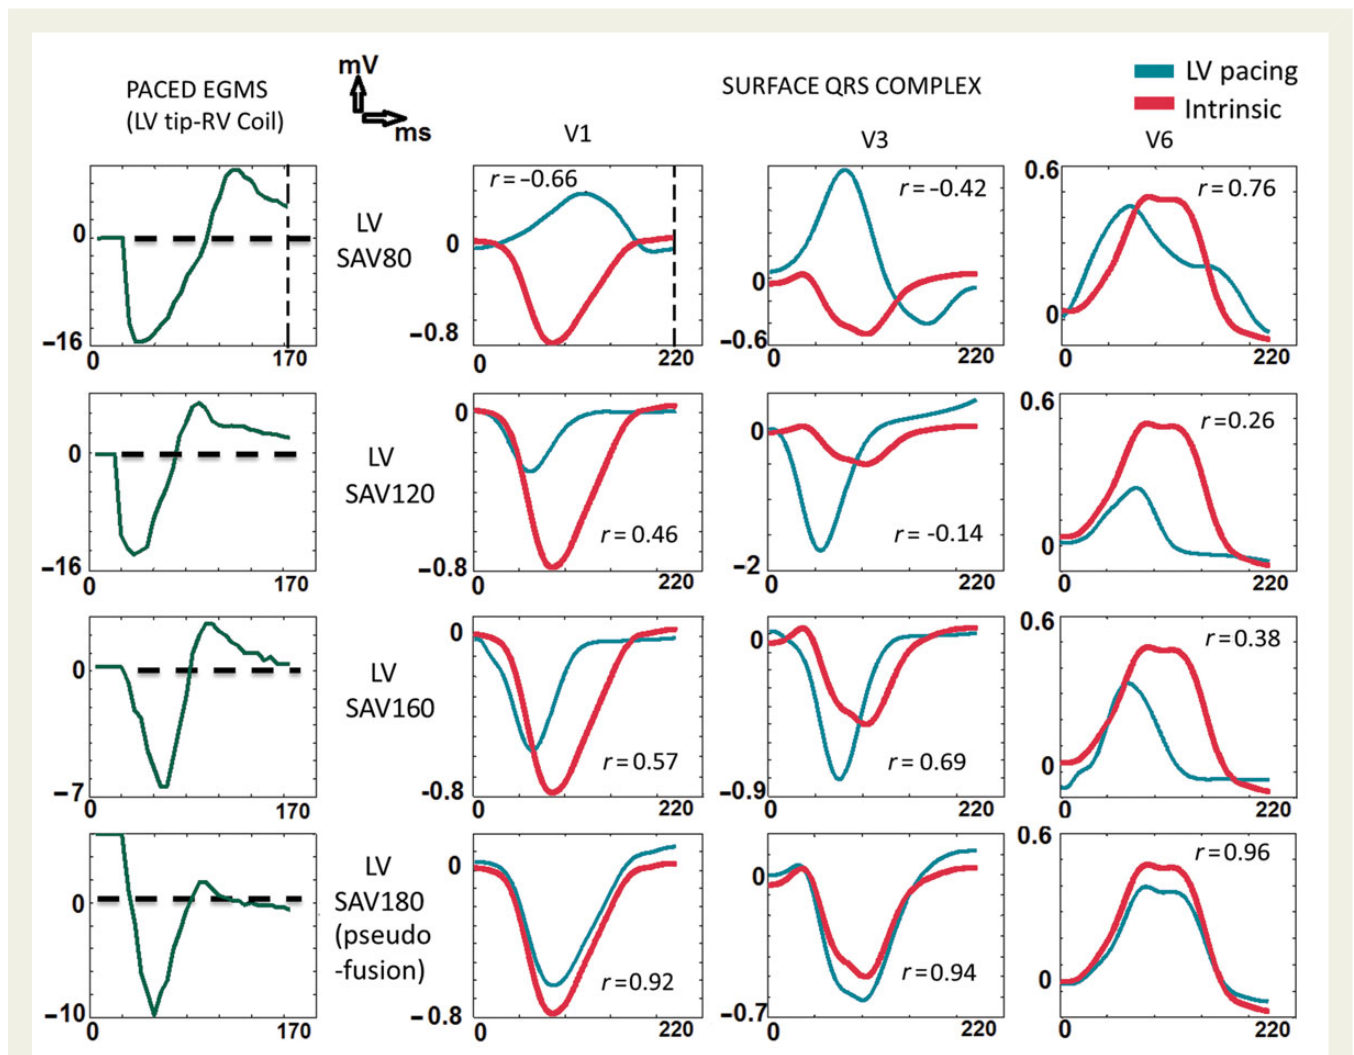 mV
ms
PACED EGMS
(LV tip-RV Coil)
SURFACE QRS COMPLEX
LV pacing
Intrinsic
V1
V3
V6
0
−16
0
170
LV
SAV80
r = −0.66
0
−0.8
0
220
r = −0.42
0
−0.6
0
220
0.6
r = 0.76
0
0
220
0
−16
0
170
LV
SAV120
0
r = 0.46
−0.8
0
220
0
r = -0.14
−2
0
220
0.6
r = 0.26
0
0
220
0
−7
0
170
LV
SAV160
0
r = 0.57
-0.8
0
220
0
r = 0.69
−0.9
0
220
0.6
r = 0.38
0
0
220
0
−10
0
170
LV
SAV180
(pseudo
-fusion)
0
r = 0.92
−0.8
0
220
0
r = 0.94
−0.7
0
220
0.6
r = 0.96
0
0
220